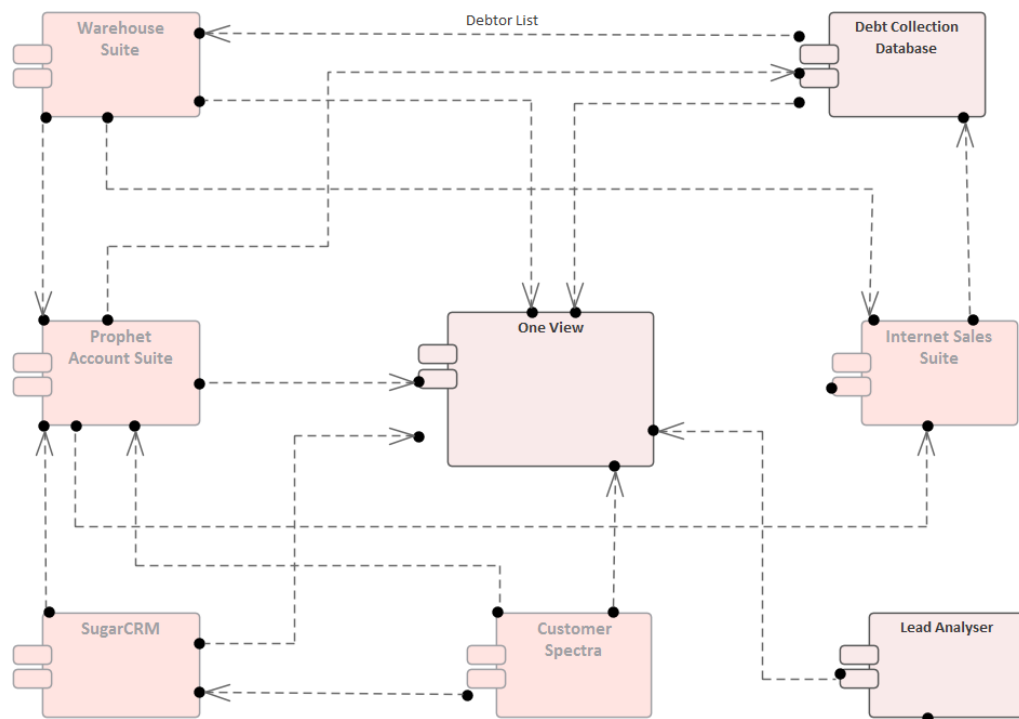 Debtor List
Warehouse
Suite
Debt Collection
Database
Prophet
Account Suite
One View
Internet Sales
Suite
SugarCRM
Customer
Spectra
Lead Analyser